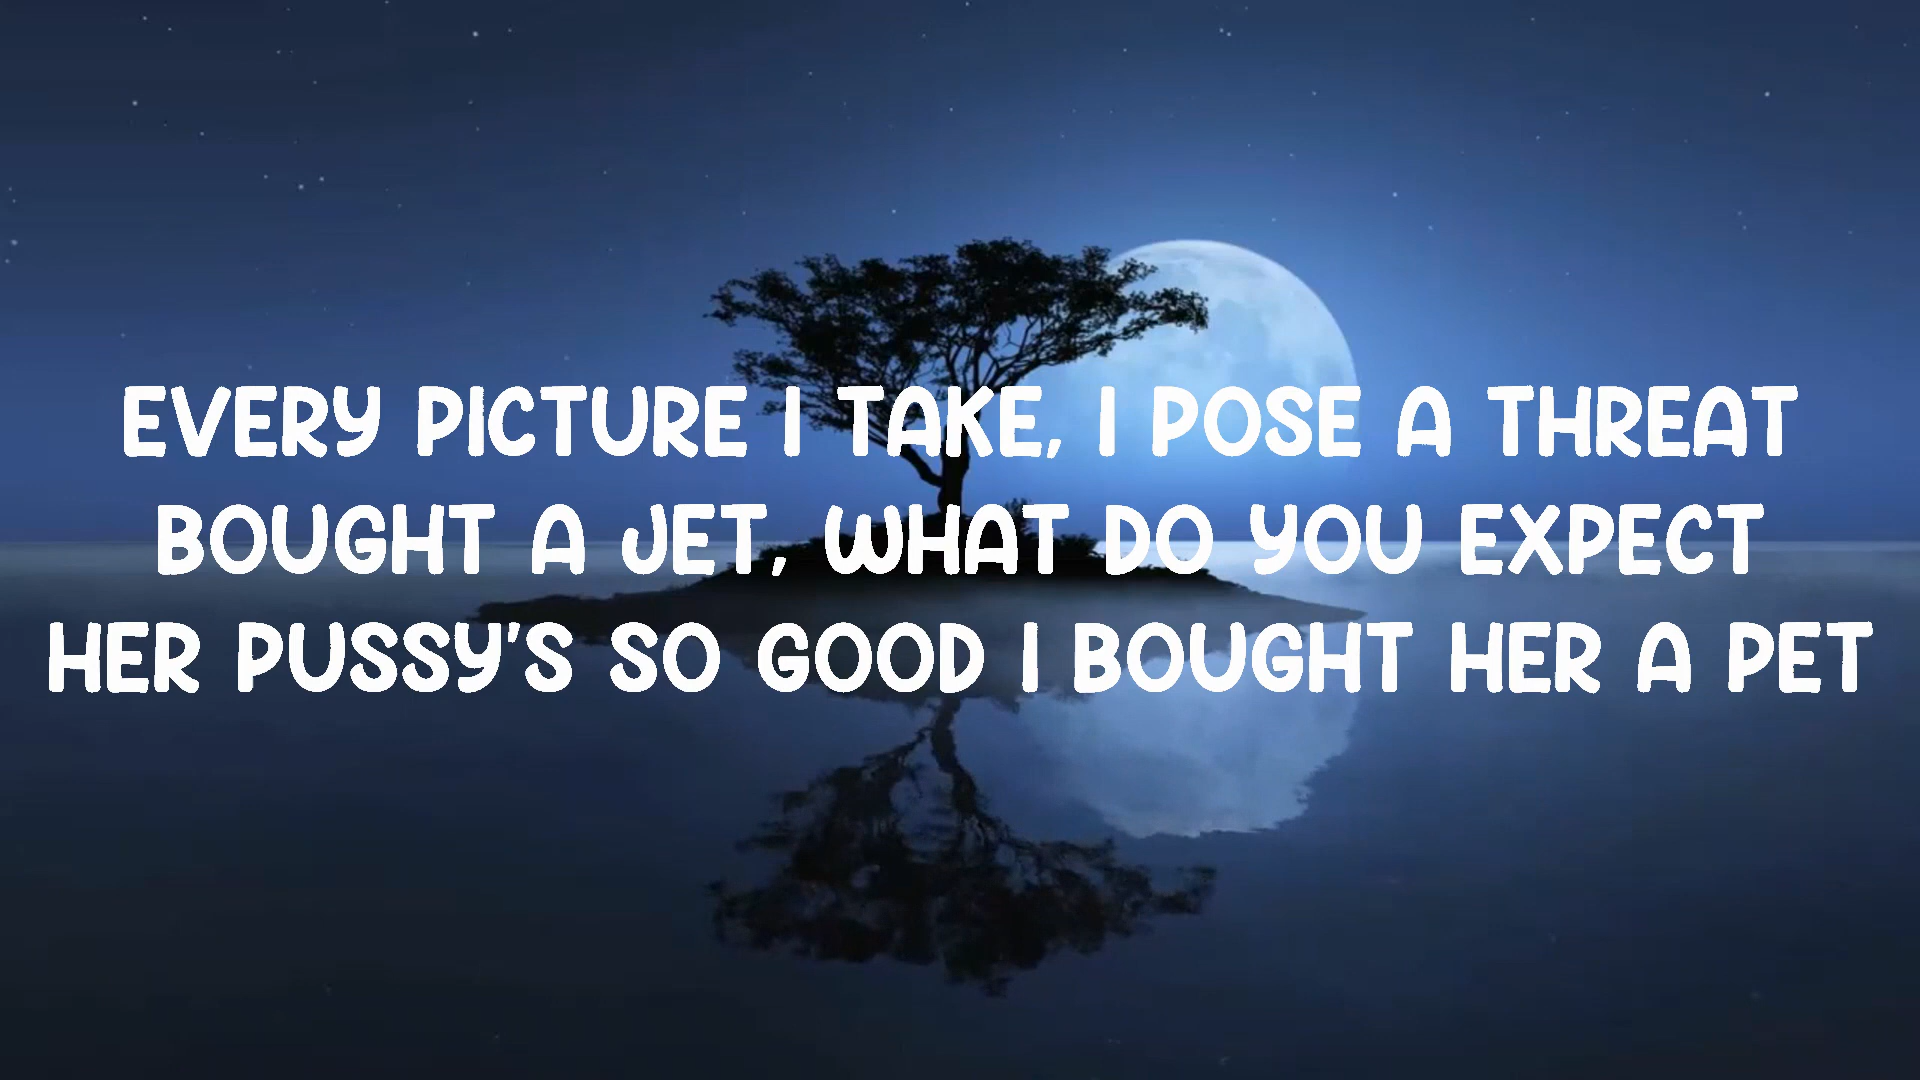 EVERY PICTURE I TAKE, I POSE A THREAT
BOUGHT A JET, WHAT DO YOU EXPECT
HER PUSSY'S SO GOOD I BOUGHT HER A PET